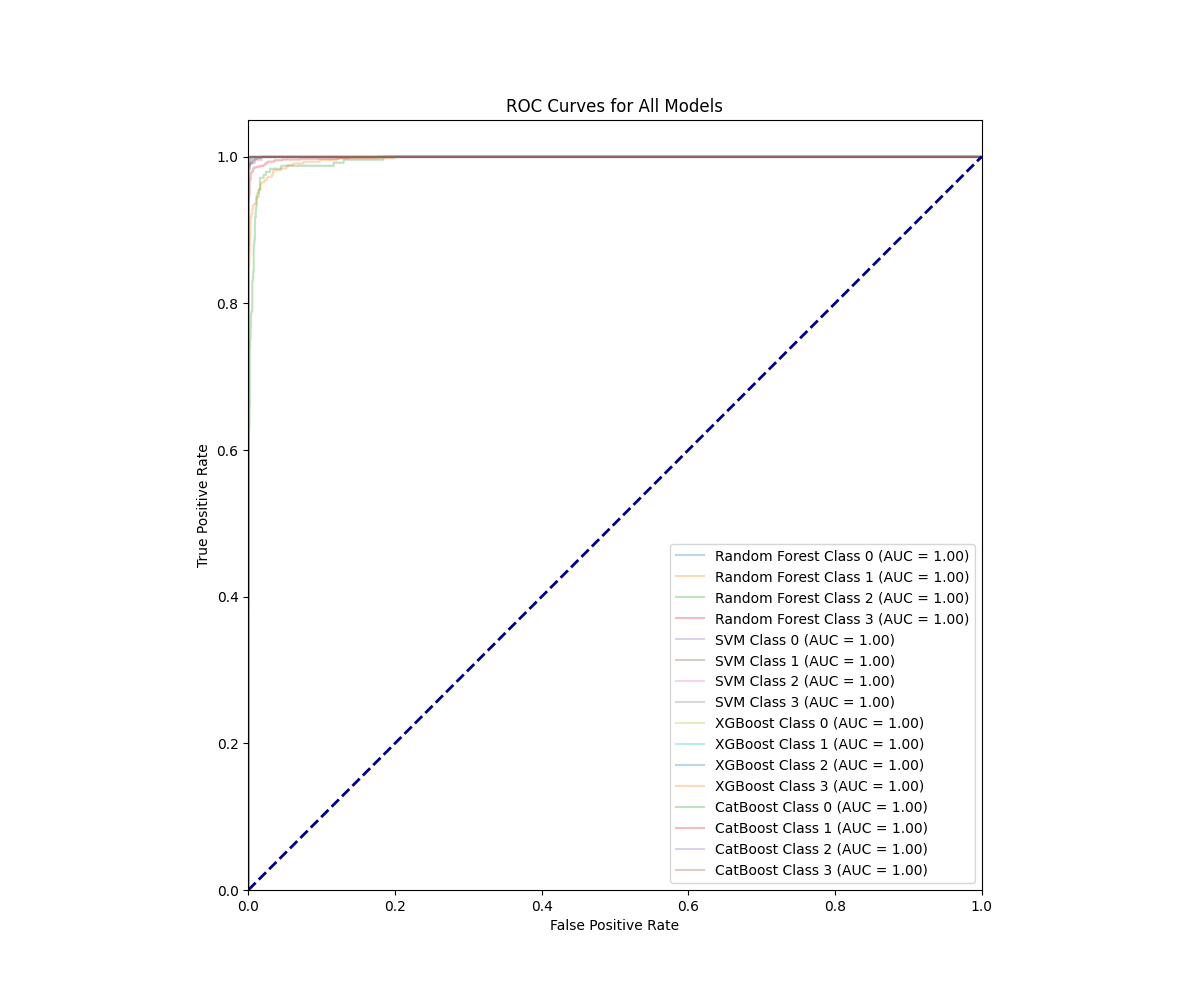 ROC Curves for All Models
1.0
0.8
0.6
0.4
0.2
0.0
True Positive Rate
Random Forest Class 0 (AUC = 1.00)
Random Forest Class 1 (AUC = 1.00)
Random Forest Class 2 (AUC = 1.00)
Random Forest Class 3 (AUC = 1.00)
SVM Class 0 (AUC = 1.00)
SVM Class 1 (AUC = 1.00)
SVM Class 2 (AUC = 1.00)
SVM Class 3 (AUC = 1.00)
XGBoost Class 0 (AUC = 1.00)
XGBoost Class 1 (AUC = 1.00)
XGBoost Class 2 (AUC = 1.00)
XGBoost Class 3 (AUC = 1.00)
CatBoost Class 0 (AUC = 1.00)
CatBoost Class 1 (AUC = 1.00)
CatBoost Class 2 (AUC = 1.00)
CatBoost Class 3 (AUC = 1.00)
0.0 0.2 0.4 0.6 0.8 1.0
False Positive Rate